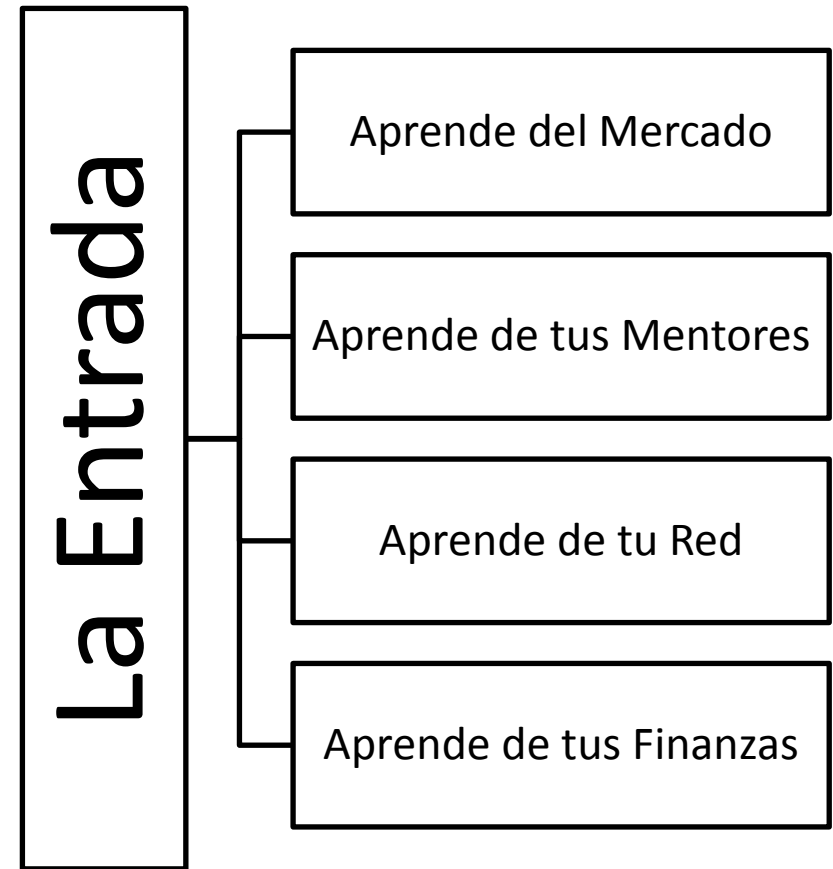 La Entrada
Aprende del Mercado
Aprende de tus Mentores
Aprende de tu Red
Aprende de tus Finanzas